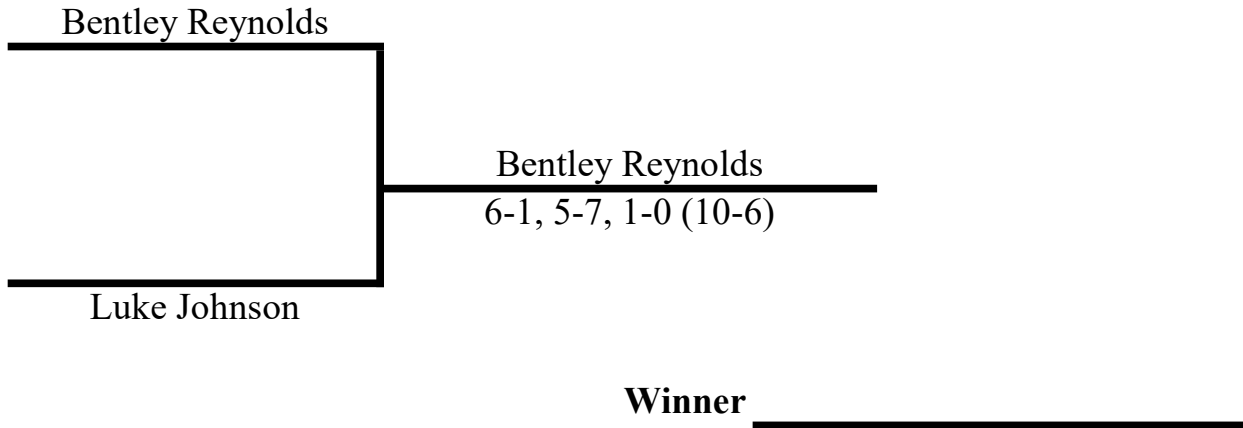 Bentley Reynolds
Bentley Reynolds
6-1, 5-7, 1-0 (10-6)
Luke Johnson
Winner